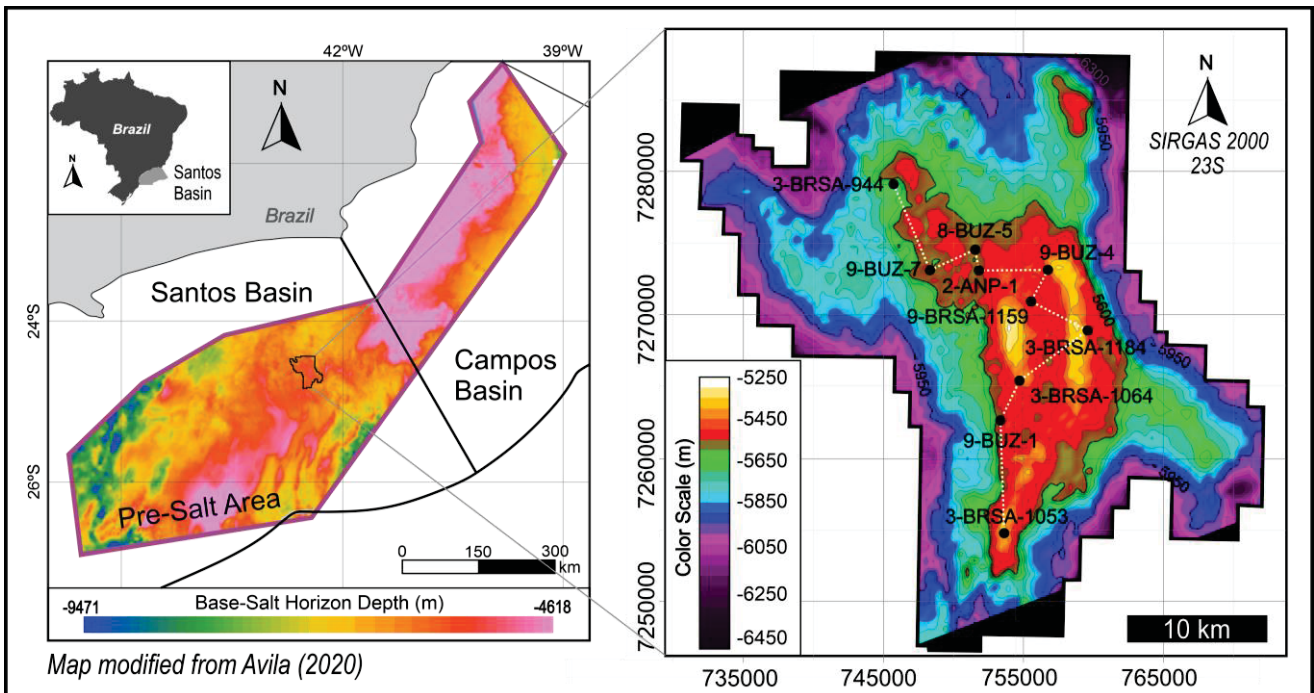 42ºW
39ºW
N
Brazil
N
Santos
Basin
Brazil
Santos Basin
24ºS
Campos
Basin
26ºS
Pre-Salt Area
0 150 300
km
-9471 Base-Salt Horizon Depth (m) -4618
Map modified from Avila (2020)
N
SIRGAS 2000
23S
6300
5950
7280000
7270000
7260000
7250000
3-BRSA-944
8-BUZ-5
9-BUZ-7
9-BUZ-4
2-ANP-1
9-BRSA-1159
5600
3-BRSA-1184
-5950
-5950
3-BRSA-1064
9-BUZ-1
-5950
3-BRSA-1053
Color Scale (m)
-5250
-5450
-5650
-5850
-6050
-6250
-6450
10 km
735000 745000 755000 765000